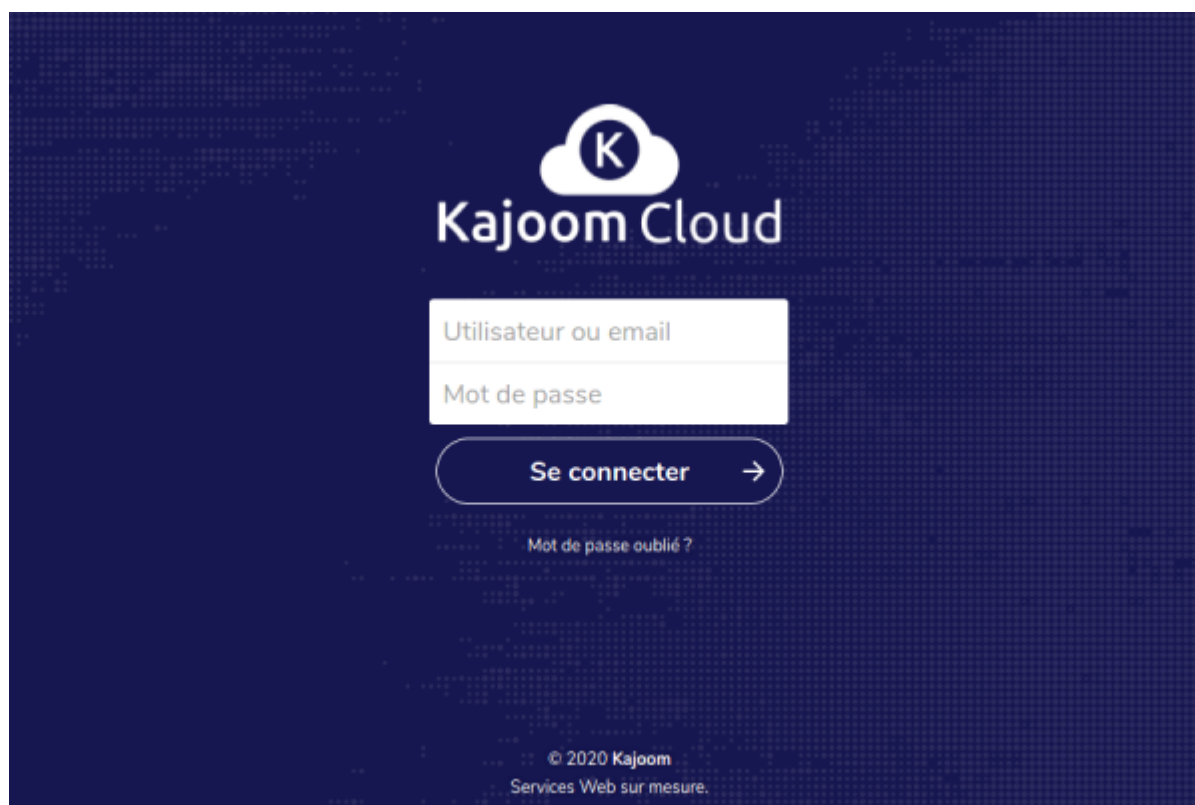 K
Kajoom Cloud
Utilisateur ou email
Mot de passe
Se connecter
Mot de passe oublié ?
© 2020 Kajoom
Services Web sur mesure.